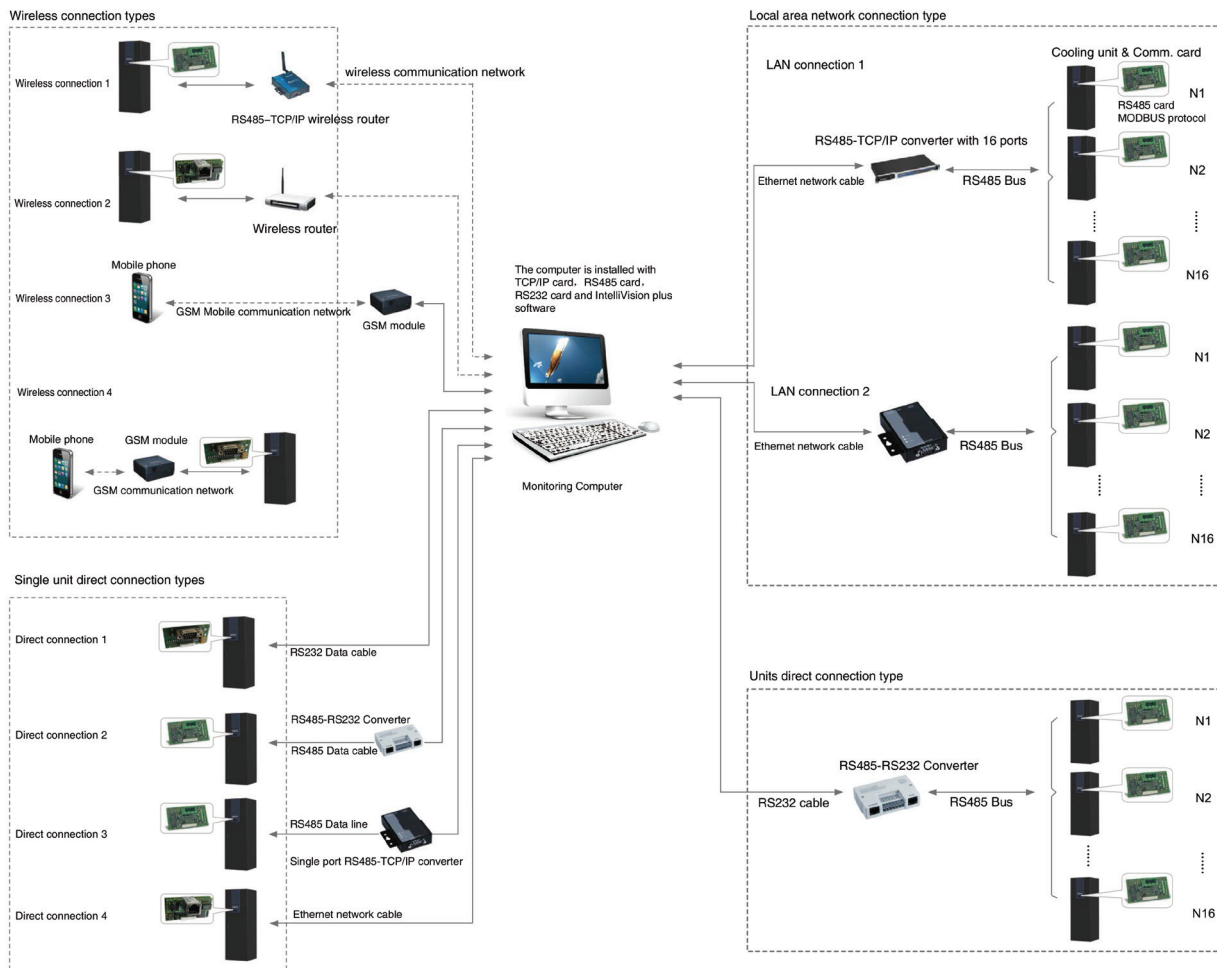 Wireless connection types
Wireless connection 1
wireless communication network
RS485-TCP/IP wireless router
Wireless connection 2
Wireless router
Mobile phone
Wireless connection 3
GSM Mobile communication network
GSM module
Wireless connection 4
Mobile phone
GSM module
GSM communication network
Single unit direct connection types
Direct connection 1
RS232 Data cable
Direct connection 2
RS485-RS232 Converter
RS485 Data cable
Direct connection 3
RS485 Data line
Single port RS485-TCP/IP converter
Direct connection 4
Ethernet network cable
The computer is installed with
TCP/IP card, RS485 card,
RS232 card and IntelliVision plus
software
Monitoring Computer
Local area network connection type
LAN connection 1
Cooling unit & Comm. card
N1
RS485 card
MODBUS protocol
RS485-TCP/IP converter with 16 ports
Ethernet network cable
RS485 Bus
N2
N16
LAN connection 2
Ethernet network cable
RS485 Bus
N1
N2
N16
Units direct connection type
RS485-RS232 Converter
RS232 cable
RS485 Bus
N1
N2
N16